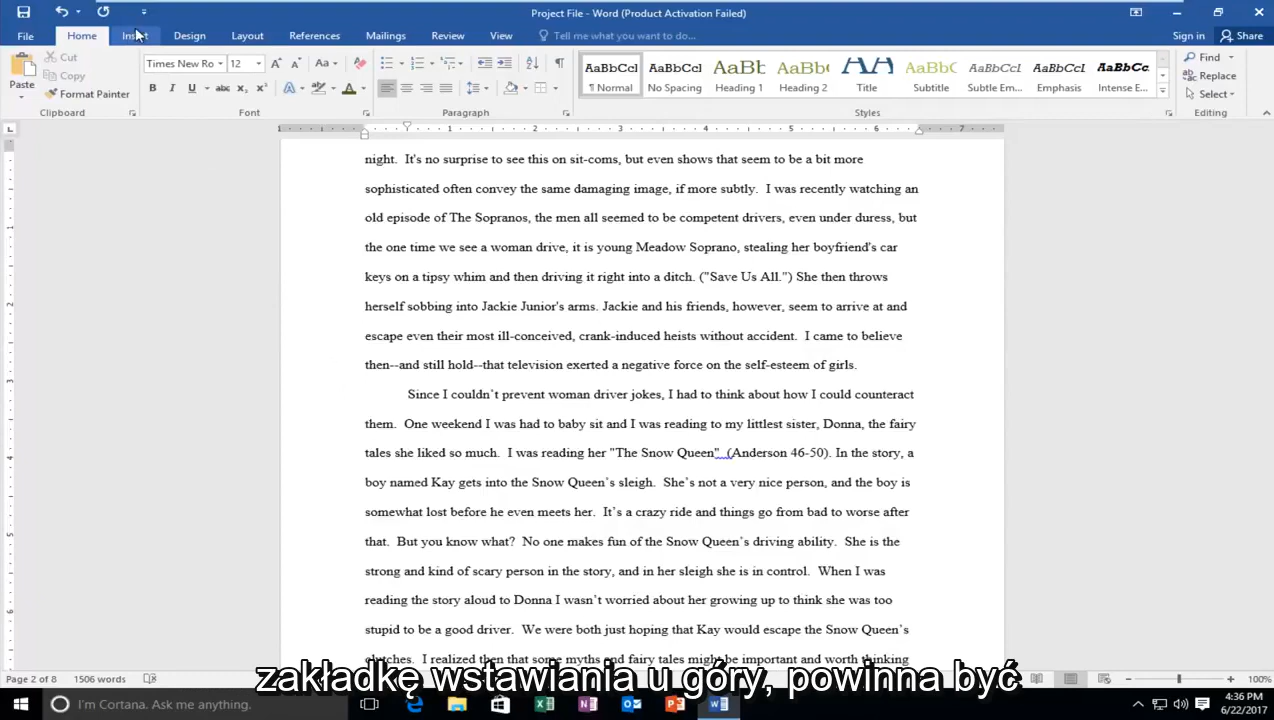 Project File - Word (Product Activation Failed)
File Home Insert Design Layout References Mailings Review View Tell me what you want to do... Sign in Share
Cut
Copy
Format Painter
Paste
Clipboard
Times New Ro 12
Font
Paragraph
AaBbCcI AaBbCcI AaBbC AaBbCc AA AaBbCcI AaBbCcI AaBbCcI AaBbCc
¶ Normal No Spacing Heading 1 Heading 2 Title Subtitle Subtle Em... Emphasis Intense E...
Styles
Find
Replace
Select
Editing
night. It's no surprise to see this on sit-coms, but even shows that seem to be a bit more
sophisticated often convey the same damaging image, if more subtly. I was recently watching an
old episode of The Sopranos, the men all seemed to be competent drivers, even under duress, but
the one time we see a woman drive, it is young Meadow Soprano, stealing her boyfriend's car
keys on a tipsy whim and then driving it right into a ditch. ("Save Us All.") She then throws
herself sobbing into Jackie Junior's arms. Jackie and his friends, however, seem to arrive at and
escape even their most ill-conceived, crank-induced heists without accident. I came to believe
then--and still hold--that television exerted a negative force on the self-esteem of girls.
Since I couldn't prevent woman driver jokes, I had to think about how I could counteract
them. One weekend I was had to baby sit and I was reading to my littlest sister, Donna, the fairy
tales she liked so much. I was reading her "The Snow Queen" (Anderson 46-50). In the story, a
boy named Kay gets into the Snow Queen's sleigh. She's not a very nice person, and the boy is
somewhat lost before he even meets her. It's a crazy ride and things go from bad to worse after
that. But you know what? No one makes fun of the Snow Queen's driving ability. She is the
strong and kind of scary person in the story, and in her sleigh she is in control. When I was
reading the story aloud to Donna I wasn't worried about her growing up to think she was too
stupid to be a good driver. We were both just hoping that Kay would escape the Snow Queen's
clutches. I realized then that some myths and fairy tales might be important and worth thinking
zakładkę wstawiania u góry, powinna być
Page 2 of 8 1506 words 100%
I'm Cortana. Ask me anything.
4:36 PM
6/22/2017